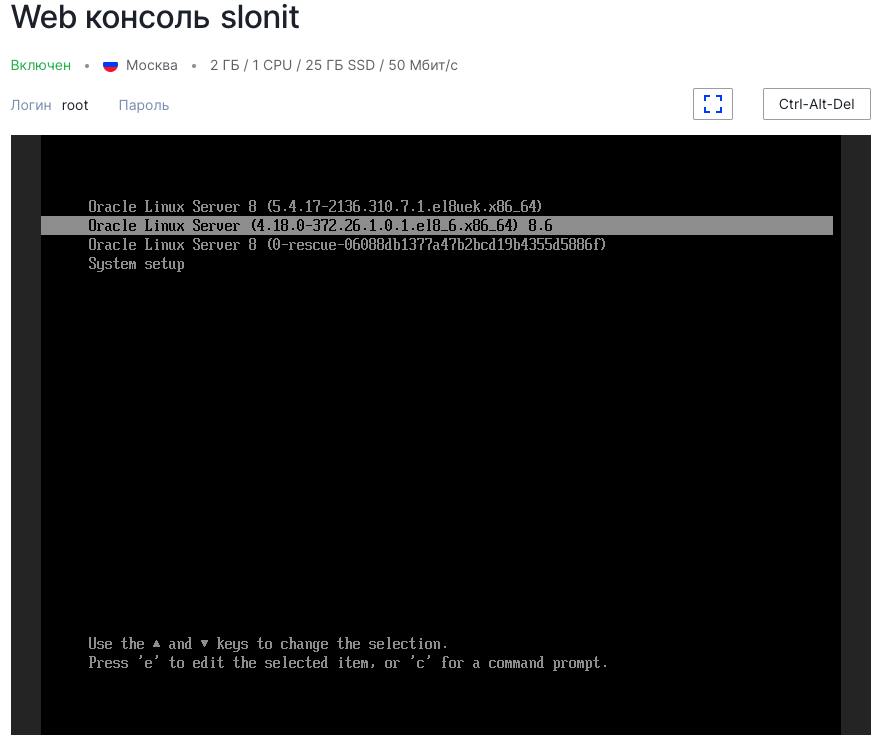 Web консоль slonit
Включен • Москва • 2 ГБ / 1 CPU / 25 ГБ SSD / 50 Мбит/с
Логин root Пароль Ctrl-Alt-Del
Oracle Linux Server 8 (5.4.17-2136.310.7.1.el8uek.x86_64)
Oracle Linux Server (4.18.0-372.26.1.0.1.el8_6.x86_64) 8.6
Oracle Linux Server 8 (0-rescue-06088db1377a47b2bcd19b4355d5886f)
System setup
Use the ▲ and ▼ keys to change the selection.
Press 'e' to edit the selected item, or 'c' for a command prompt.